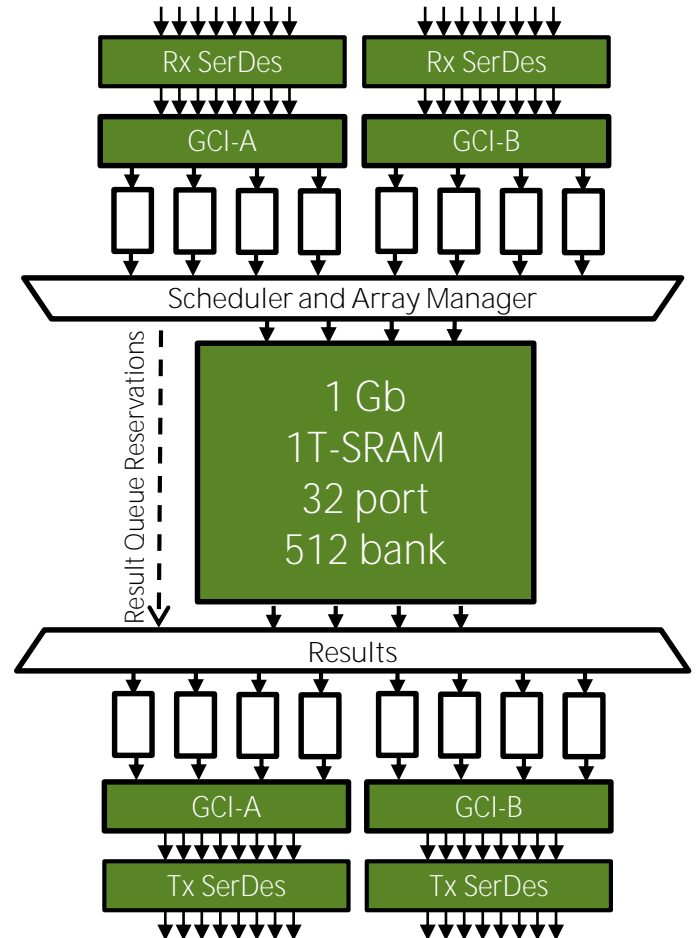 Rx SerDes
Rx SerDes
GCI-A
GCI-B
Scheduler and Array Manager
Result Queue Reservations
1 Gb
1T-SRAM
32 port
512 bank
Results
GCI-A
GCI-B
Tx SerDes
Tx SerDes